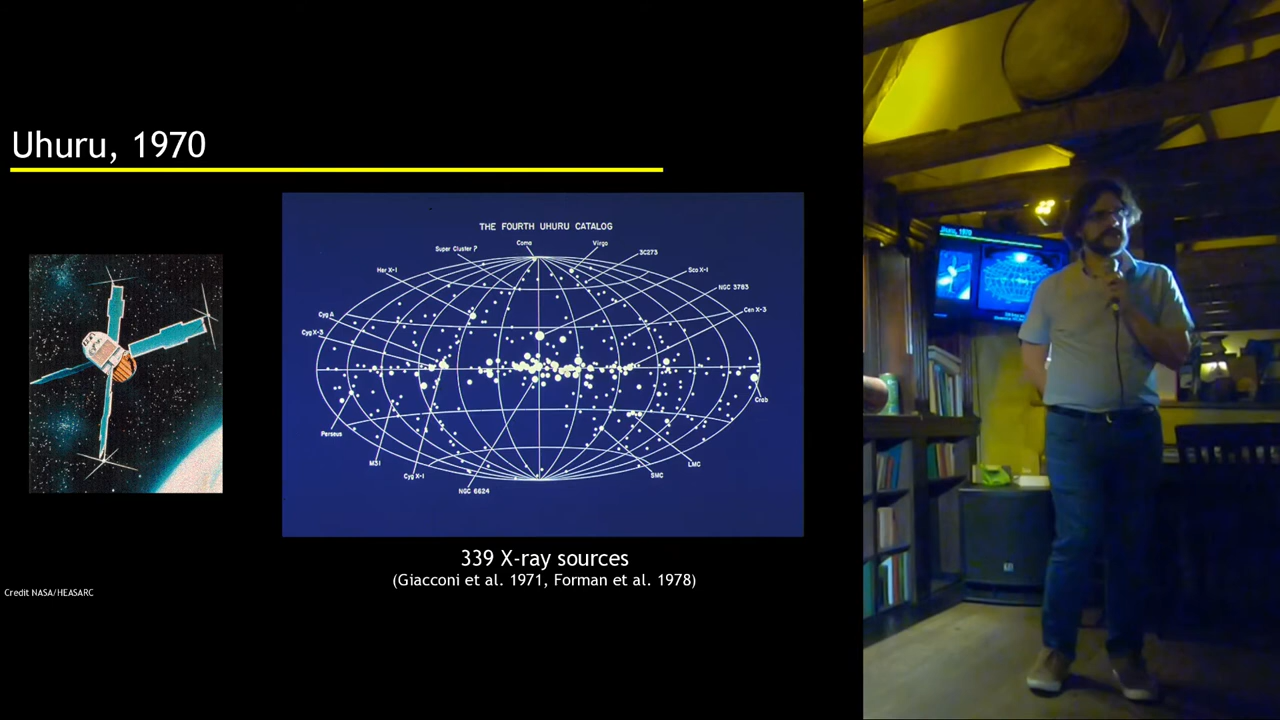 Uhuru, 1970
THE FOURTH UHURU CATALOG
Super Cluster ?
Coma
Virgo
3C273
Her X-1
Sco X-1
NGC 3783
Cyg A
Cen X-3
Cyg X-3
Crab
Perseus
M31
Cyg X-1
NGC 6624
SMC
LMC
339 X-ray sources
(Giacconi et al. 1971, Forman et al. 1978)
Credit NASA/HEASARC
Uhuru, 1970